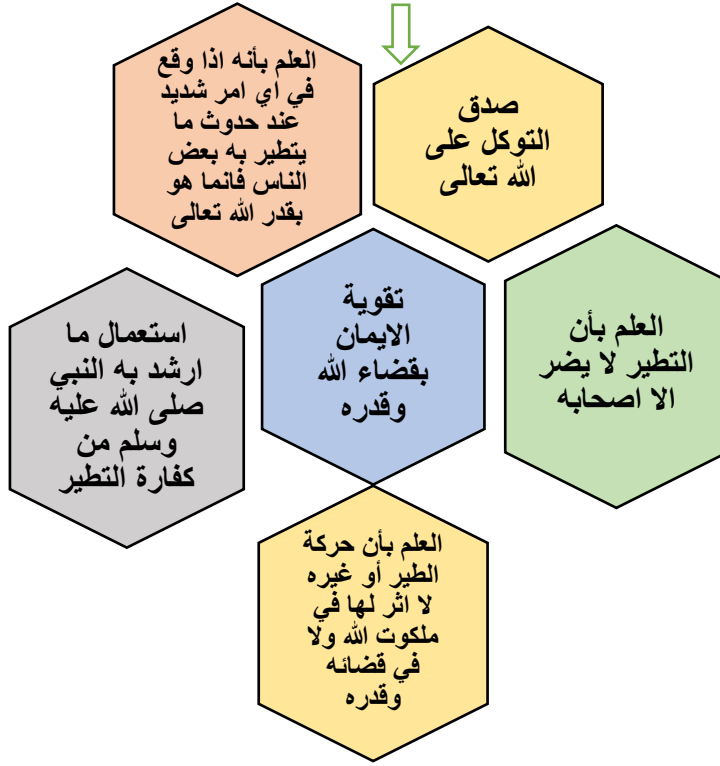 صدق
التوكل على
الله تعالى
العلم بأنه اذا وقع
في اي امر شديد
عند حدوث ما
يتطير به بعض
الناس فانما هو
بقدر الله تعالى
العلم بأن
التطير لا يضر
الا اصحابه
تقوية
الايمان
بقضاء الله
وقدره
استعمال ما
ارشد به النبي
صلى الله عليه
وسلم من
كفارة التطير
العلم بأن حركة
الطير أو غيره
لا اثر لها في
ملكوت الله ولا
في قضائه
وقدره